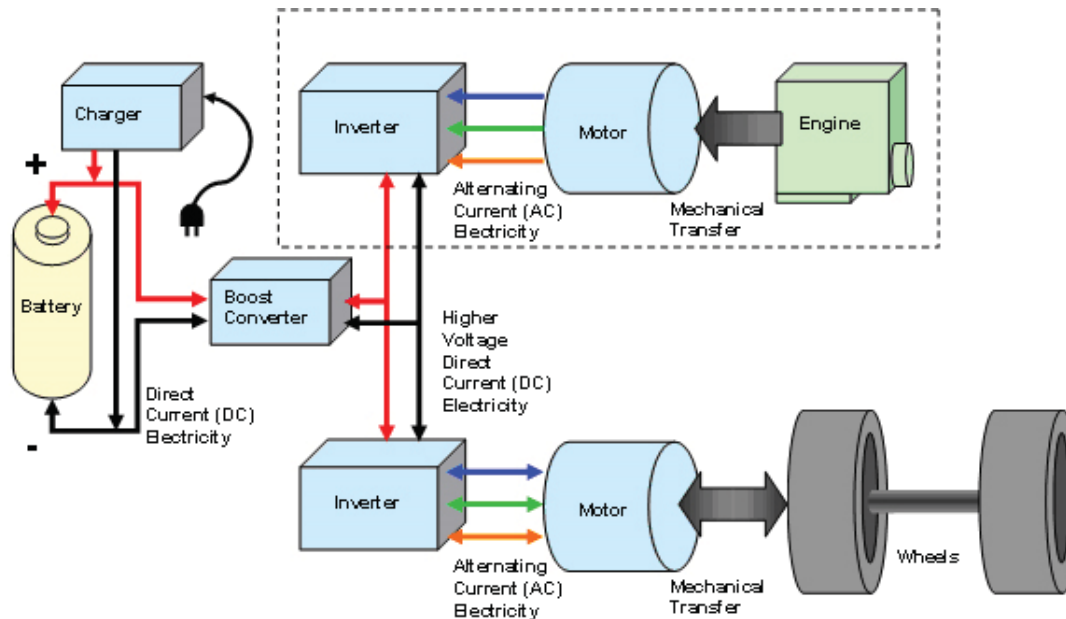 Charger
Inverter
Motor
Engine
+
Alternating
Current (AC)
Electricity
Mechanical
Transfer
Battery
Boost
Converter
Higher
Voltage
Direct
Current (DC)
Electricity
Direct
Current (DC)
Electricity
-
Inverter
Motor
Wheels
Alternating
Current (AC)
Electricity
Mechanical
Transfer